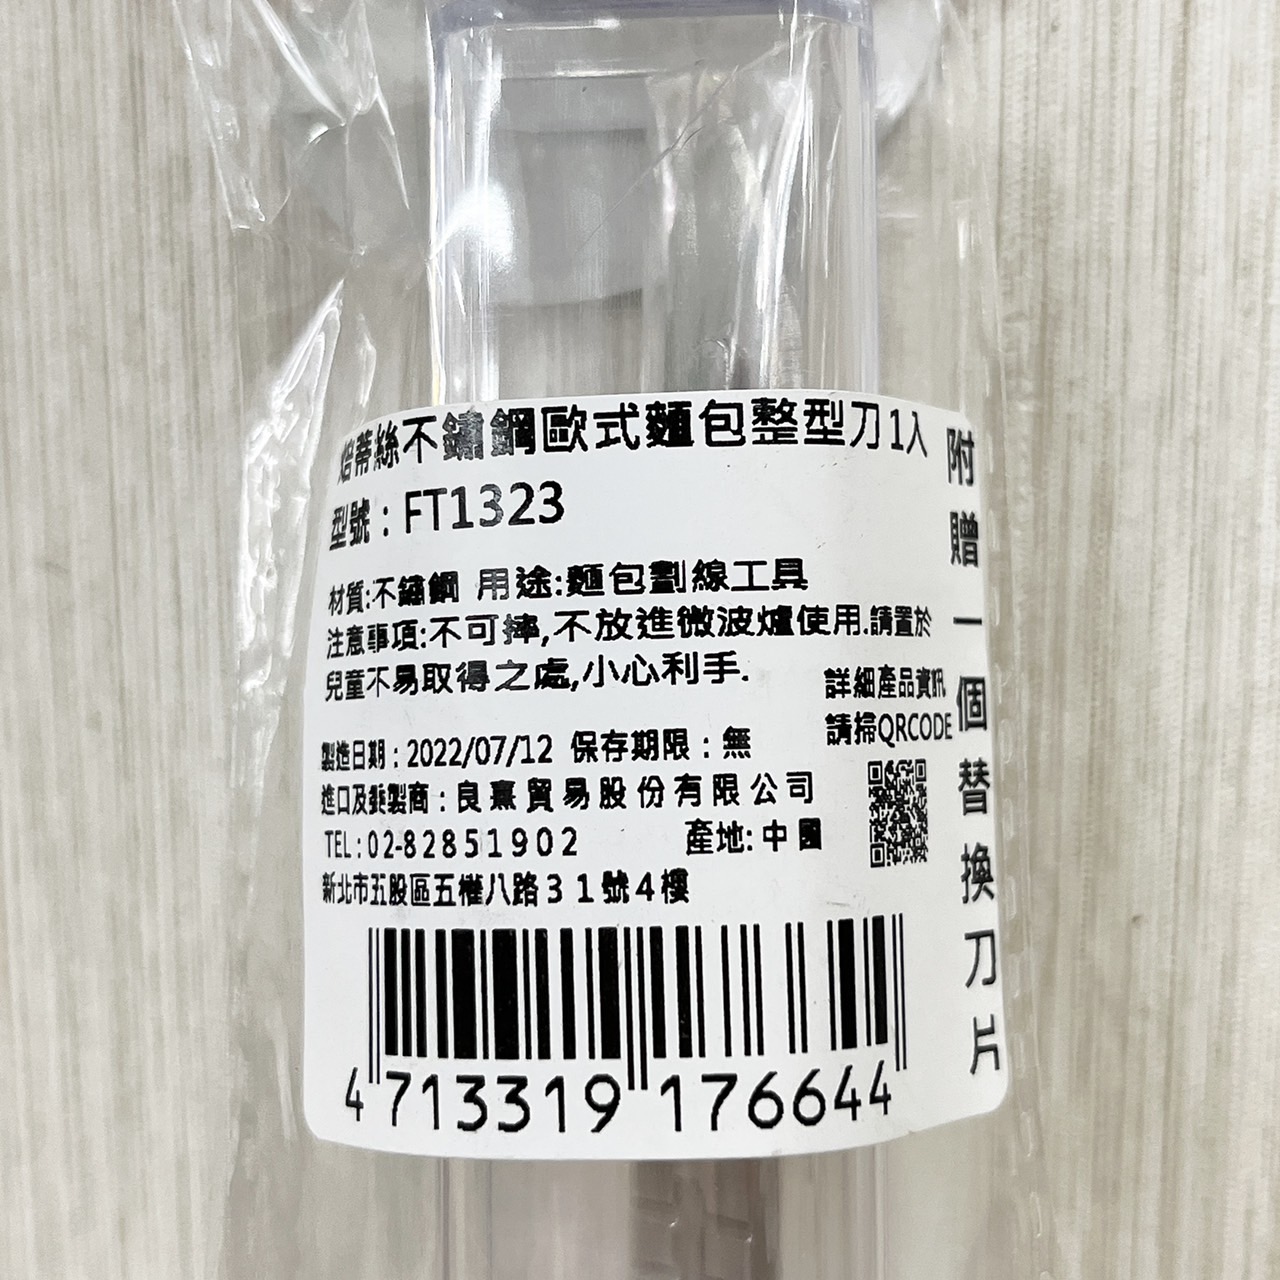 焙蒂絲不鏽鋼歐式麵包整型刀1入
型號：FT1323
材質:不鏽鋼 用途:麵包劃線工具
注意事項:不可摔,不放進微波爐使用.請置於
兒童不易取得之處,小心利手.
詳細產品資訊
請掃QRCODE
製造日期：2022/07/12 保存期限：無
進口及委製商：良熹貿易股份有限公司
TEL:02-82851902 產地:中國
新北市五股區五權八路３１號４樓
4 713319 176644
附贈一個替換刀片